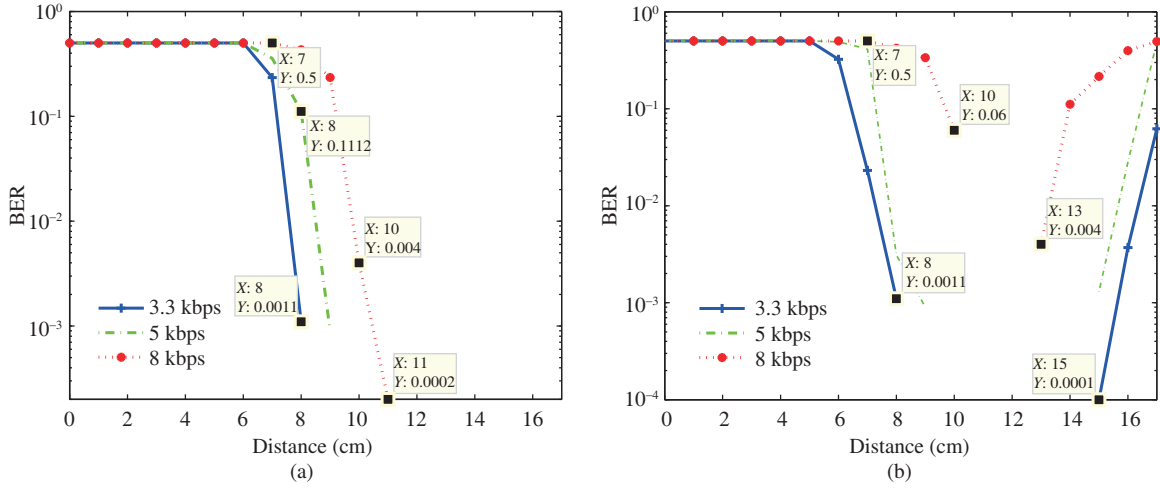 10⁰
10⁻¹
10⁻²
10⁻³
BER
X: 7
Y: 0.5
X: 8
Y: 0.1112
X: 10
Y: 0.004
X: 8
Y: 0.0011
X: 11
Y: 0.0002
3.3 kbps
5 kbps
8 kbps
0 2 4 6 8 10 12 14 16
Distance (cm)
(a)
10⁰
10⁻¹
10⁻²
10⁻³
10⁻⁴
BER
X: 7
Y: 0.5
X: 10
Y: 0.06
X: 13
Y: 0.004
X: 8
Y: 0.0011
X: 15
Y: 0.0001
3.3 kbps
5 kbps
8 kbps
0 2 4 6 8 10 12 14 16
Distance (cm)
(b)